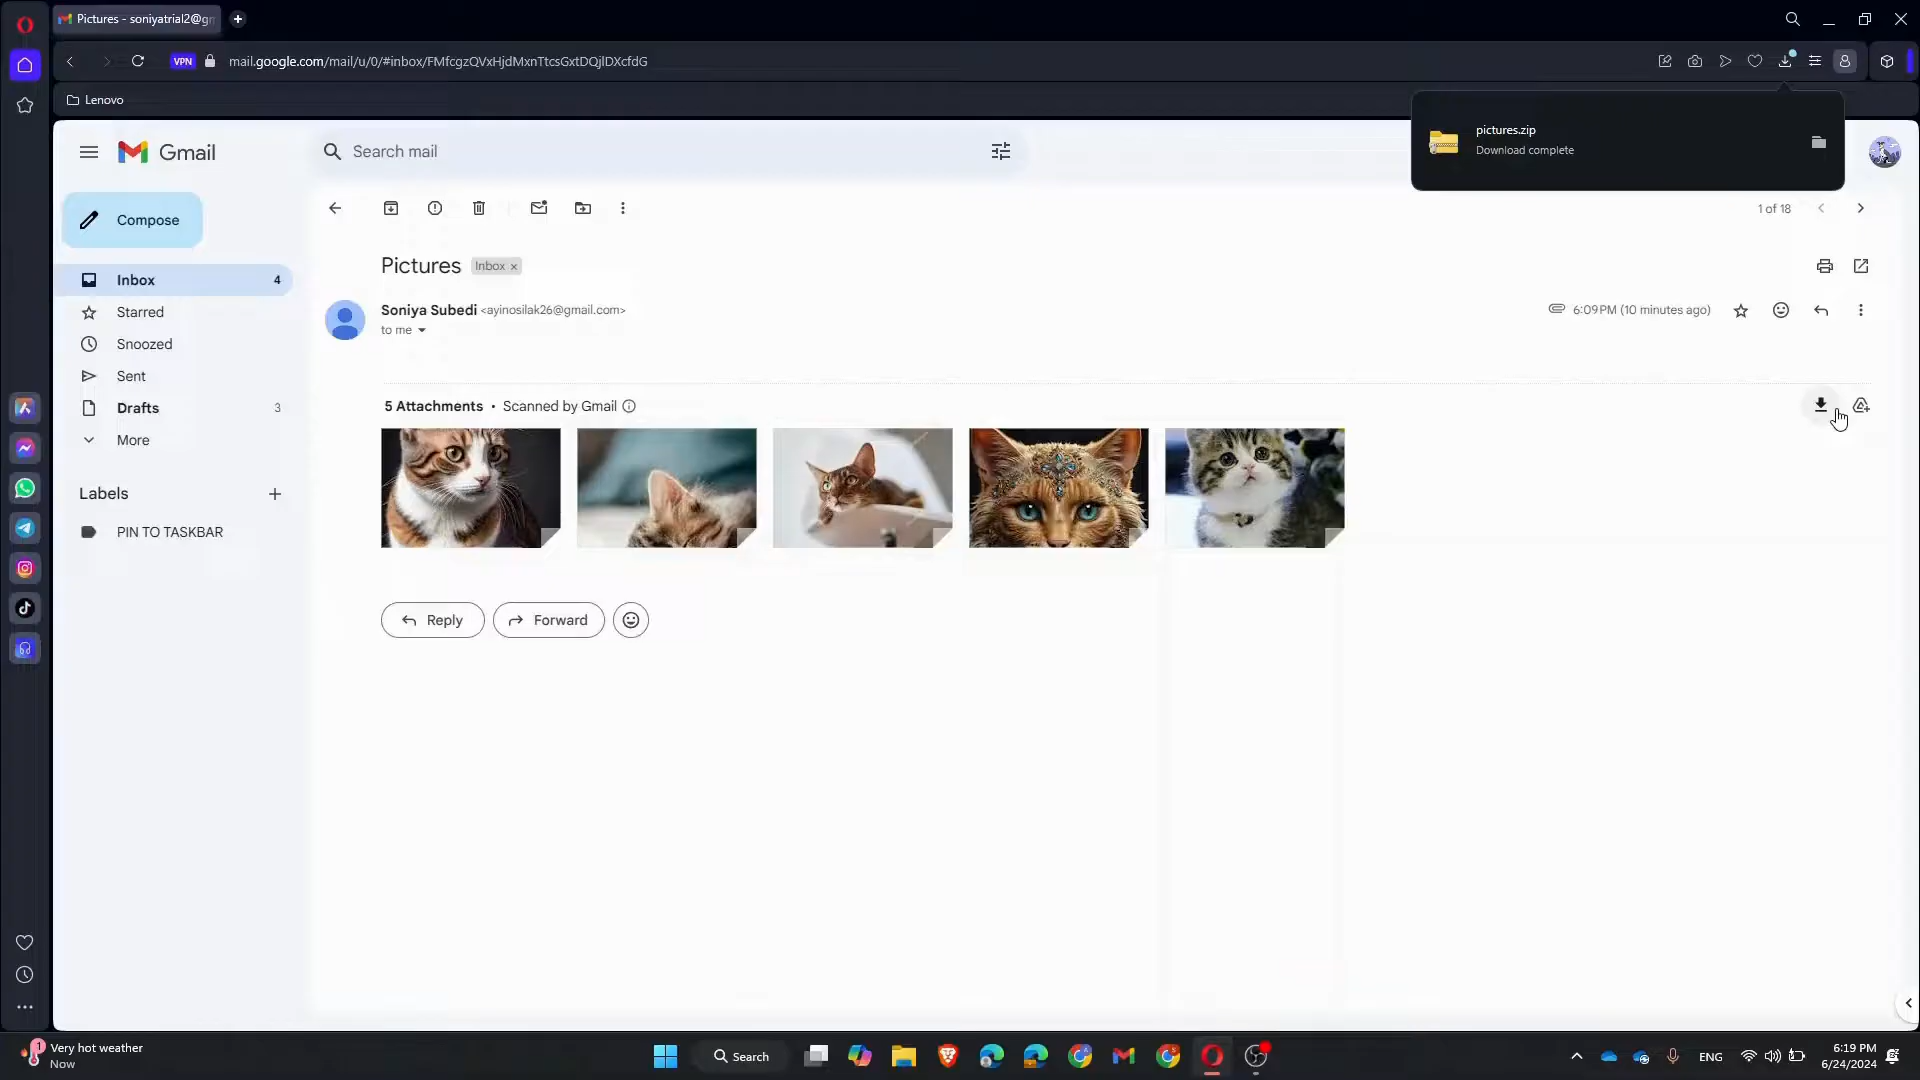 Pictures - soniyatrial2@gm
VPN
mail.google.com/mail/u/0/#inbox/FMfcgzQVxHjdMxnTtcsGxtDQjlDXcfdG
Lenovo
pictures.zip
Download complete
Gmail
Search mail
Compose
1 of 18
Pictures
Inbox ×
Inbox 4
Starred
Snoozed
Sent
Drafts 3
More
Labels
PIN TO TASKBAR
Soniya Subedi <ayinosilak26@gmail.com>
6:09 PM (10 minutes ago)
to me
5 Attachments • Scanned by Gmail
Reply
Forward
1
Very hot weather
Now
Search
ENG
6:19 PM
6/24/2024